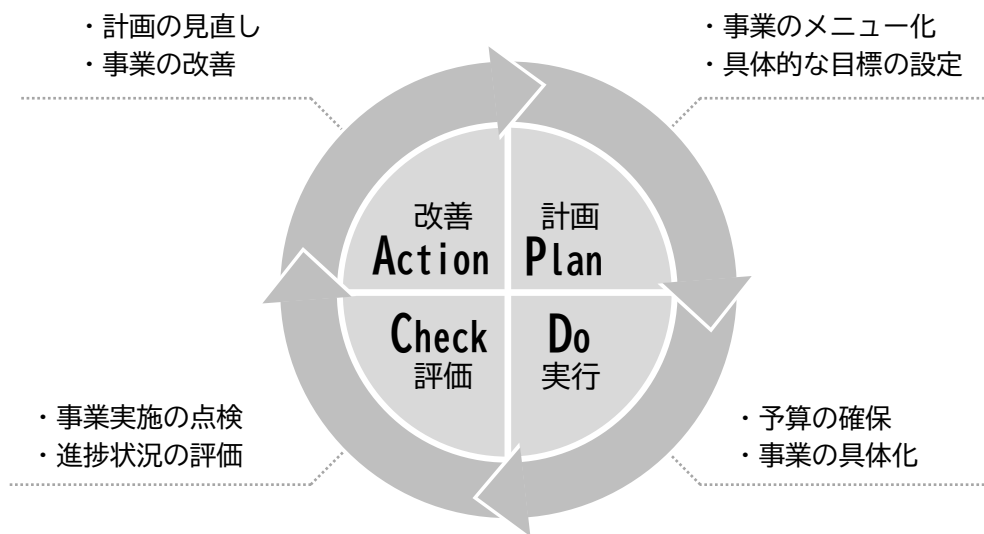 ・計画の見直し
・事業の改善
・事業のメニュー化
・具体的な目標の設定
改善
Action
計画
Plan
Check
評価
Do
実行
・事業実施の点検
・進捗状況の評価
・予算の確保
・事業の具体化